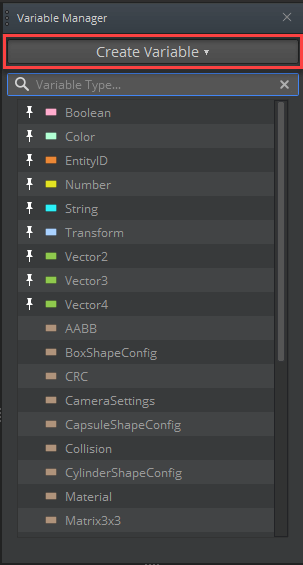 Variable Manager
Create Variable
Variable Type...
Boolean
Color
EntityID
Number
String
Transform
Vector2
Vector3
Vector4
AABB
BoxShapeConfig
CRC
CameraSettings
CapsuleShapeConfig
Collision
CylinderShapeConfig
Material
Matrix3x3